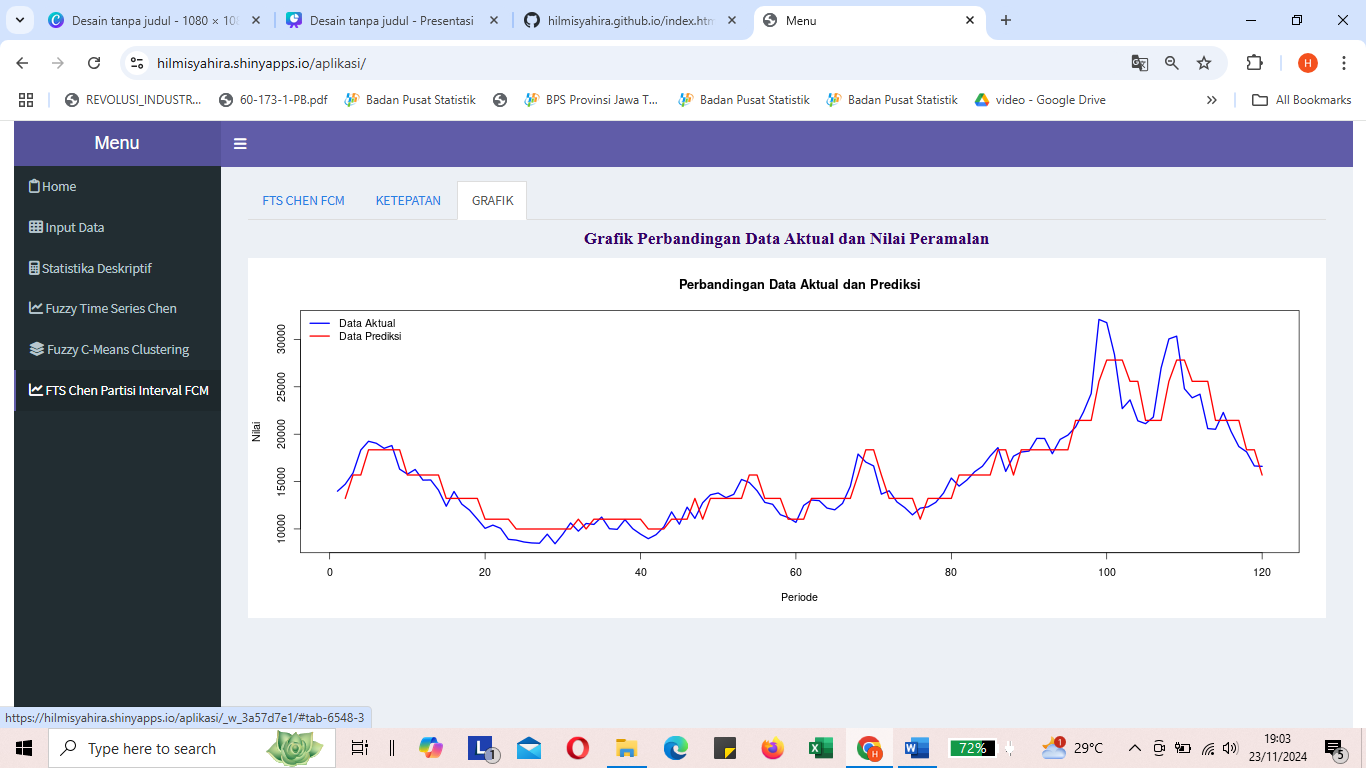 Desain tanpa judul - 1080 × 108
Desain tanpa judul - Presentasi
hilmisyahira.github.io/index.htm
Menu
hilmisyahira.shinyapps.io/aplikasi/
H
REVOLUSI_INDUSTR...
60-173-1-PB.pdf
Badan Pusat Statistik
BPS Provinsi Jawa T...
Badan Pusat Statistik
Badan Pusat Statistik
video - Google Drive
All Bookmarks
Menu
Home
Input Data
Statistika Deskriptif
Fuzzy Time Series Chen
Fuzzy C-Means Clustering
FTS Chen Partisi Interval FCM
FTS CHEN FCM
KETEPATAN
GRAFIK
Grafik Perbandingan Data Aktual dan Nilai Peramalan
Perbandingan Data Aktual dan Prediksi
Data Aktual
Data Prediksi
Nilai
30000
25000
20000
15000
10000
0 20 40 60 80 100 120
Periode
https://hilmisyahira.shinyapps.io/aplikasi/_w_3a57d7e1/#tab-6548-3
Type here to search
L
1
H
72%
1
29°C
19:03
23/11/2024
5